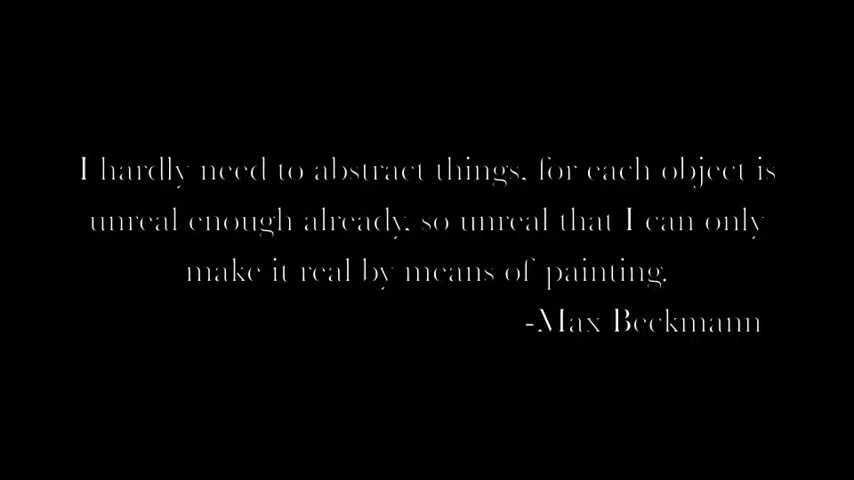 I hardly need to abstract things, for each object is
unreal enough already, so unreal that I can only
make it real by means of painting.
-Max Beckmann